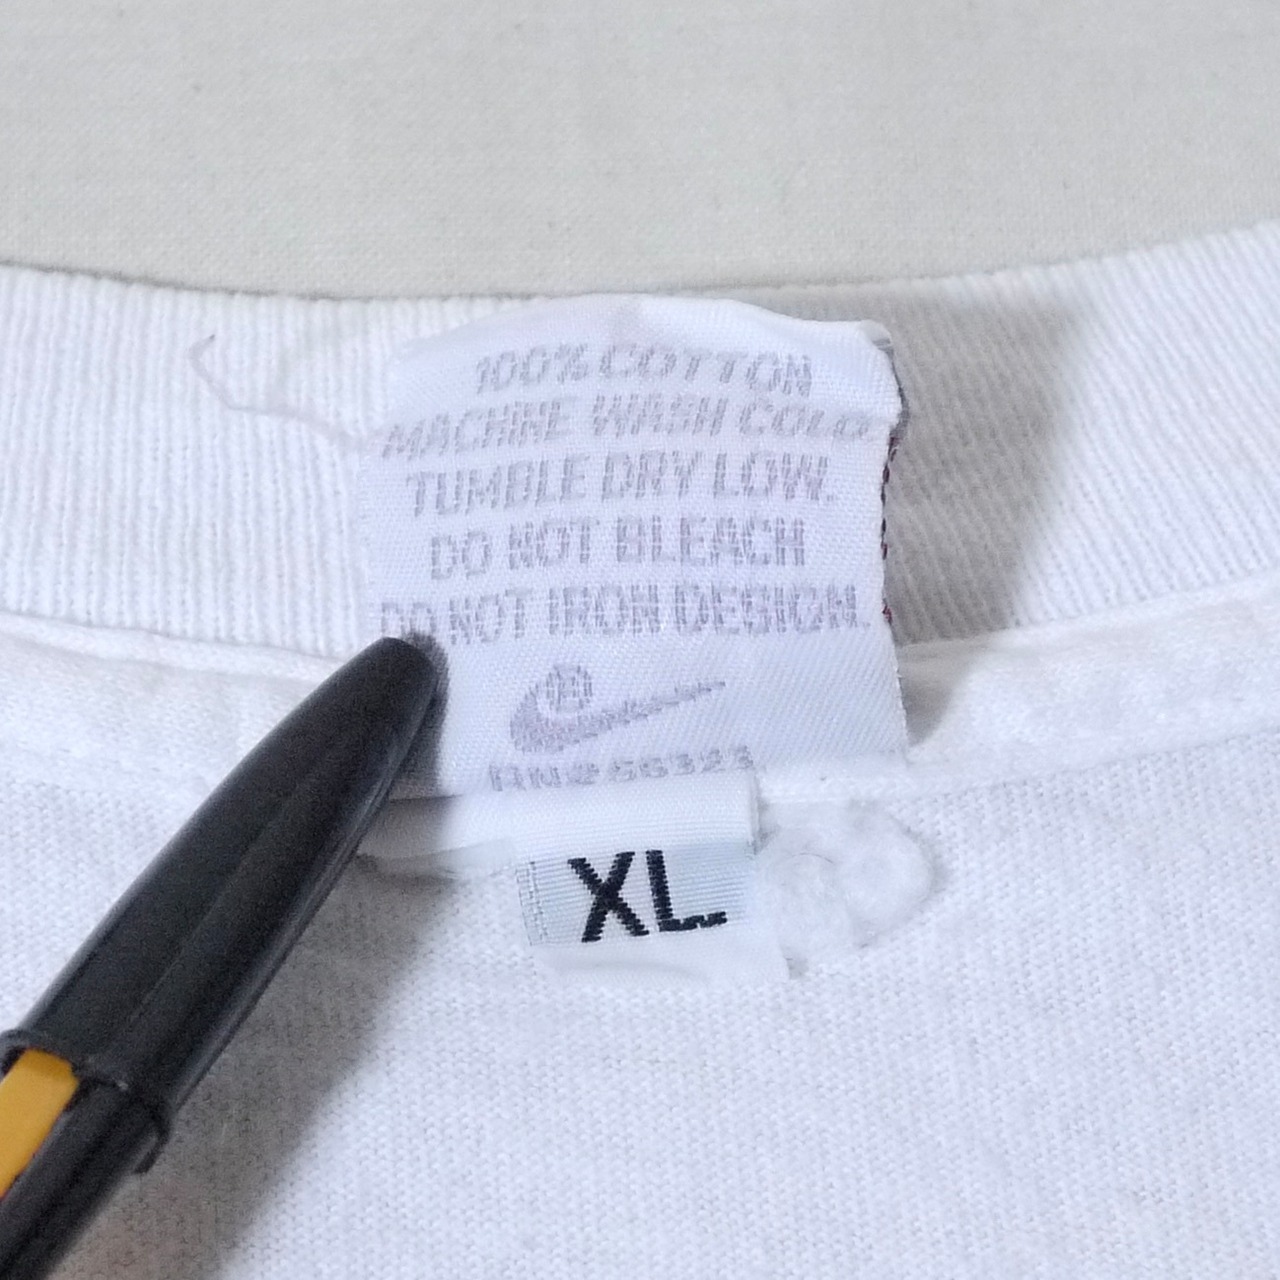 100% COTTON
MACHINE WASH COLD
TUMBLE DRY LOW.
DO NOT BLEACH
DO NOT IRON DESIGN.
R
RN# 56323
XL